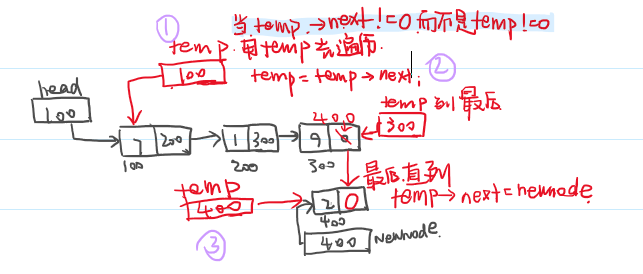 当 temp.→next!=0 而不是temp!=0
①
temp.用temp去遍历.
100
temp=temp→next;
②
head
100
temp到最后
400
300
7 200
1 300
9
100
200
300
最后.直到
temp→next=newnode
temp
400
2 0
400
③
400
Newnode.